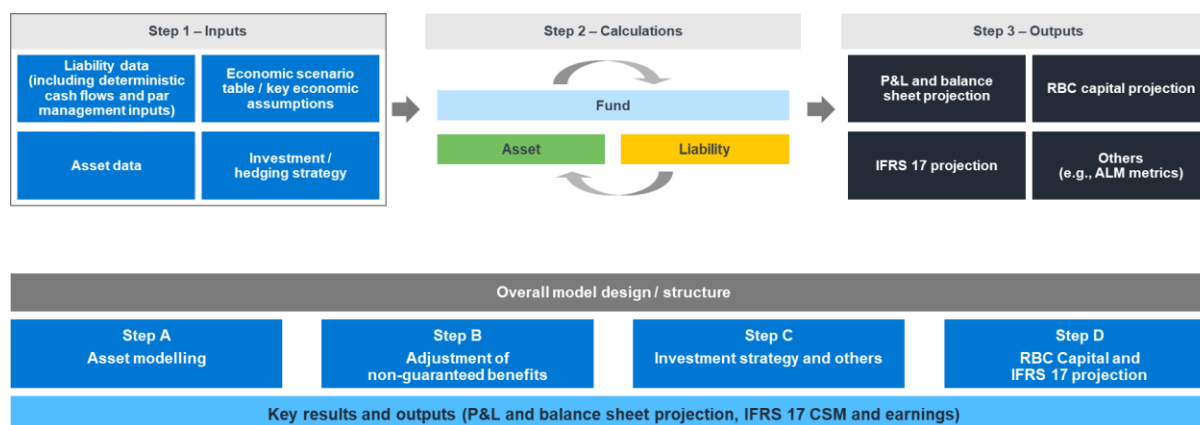 Step 1 – Inputs
Liability data
(including deterministic
cash flows and par
management inputs)
Economic scenario
table / key economic
assumptions
Asset data
Investment /
hedging strategy
Step 2 – Calculations
Fund
Asset
Liability
Step 3 – Outputs
P&L and balance
sheet projection
RBC capital projection
IFRS 17 projection
Others
(e.g., ALM metrics)
Overall model design / structure
Step A
Asset modelling
Step B
Adjustment of
non-guaranteed benefits
Step C
Investment strategy and others
Step D
RBC Capital and
IFRS 17 projection
Key results and outputs (P&L and balance sheet projection, IFRS 17 CSM and earnings)